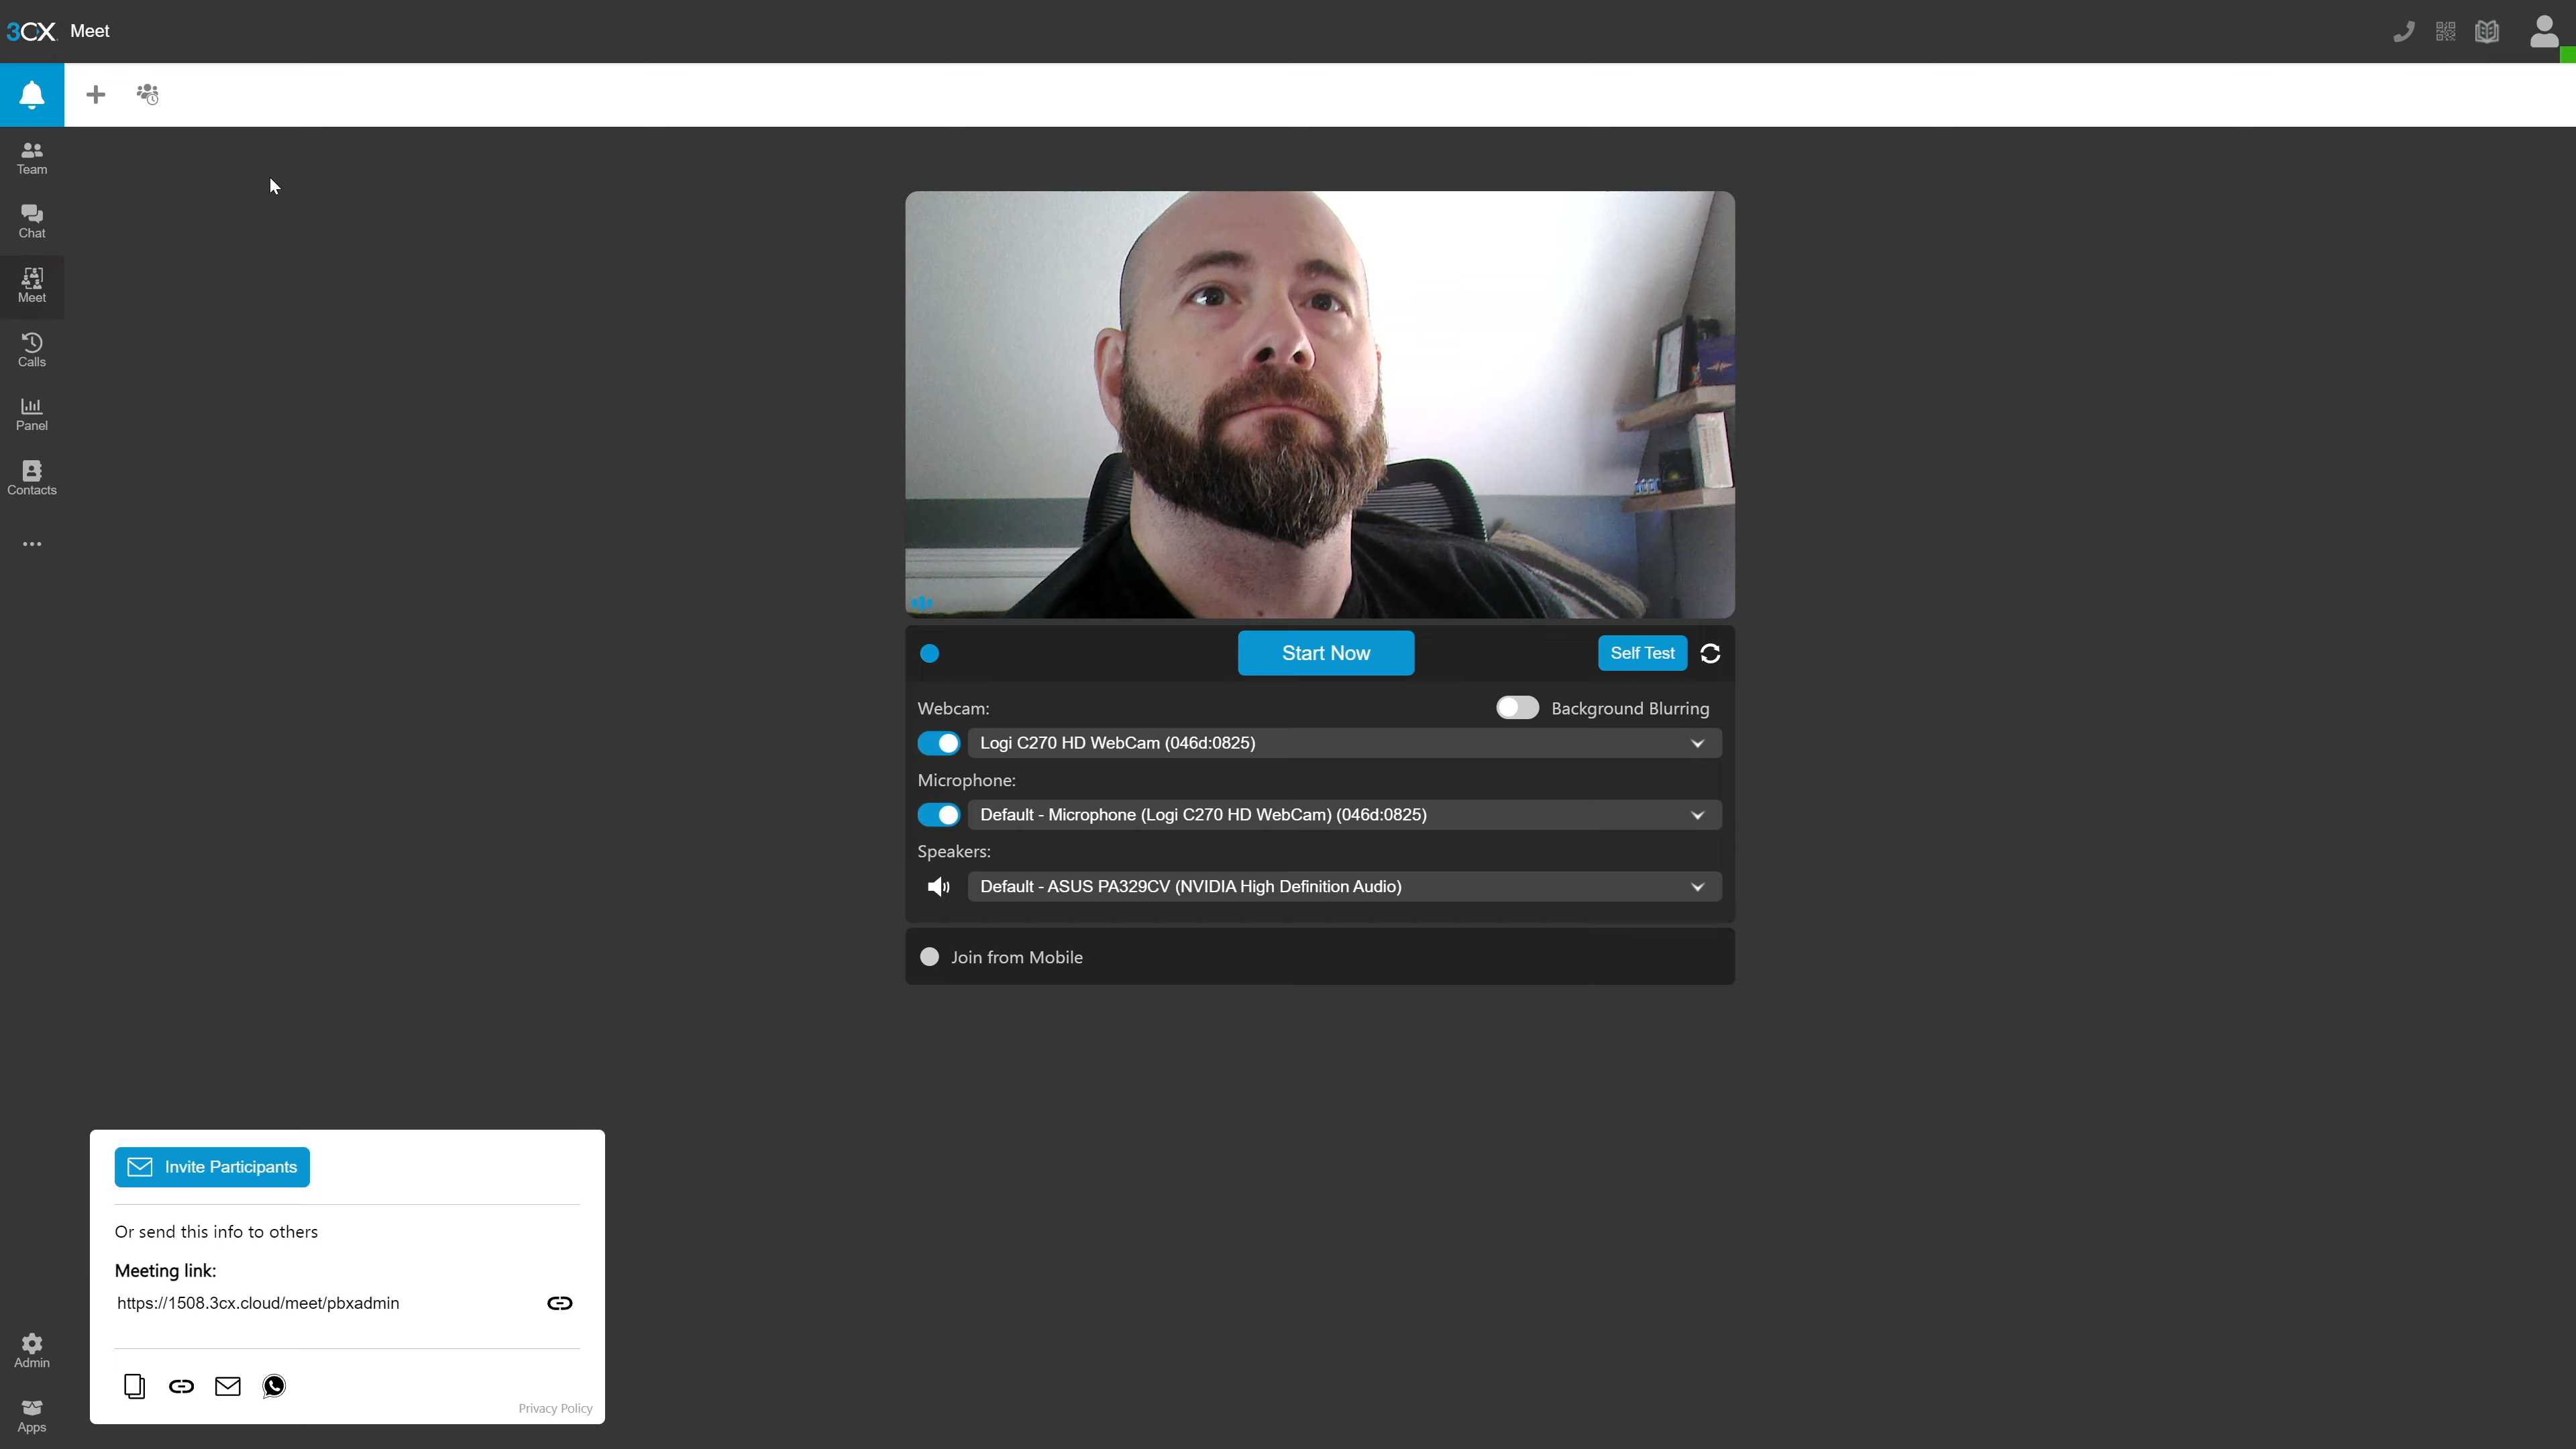 3CX Meet
Team
Chat
Meet
Calls
Panel
Contacts
Start Now
Self Test
Webcam:
Background Blurring
Logi C270 HD WebCam (046d:0825)
Microphone:
Default - Microphone (Logi C270 HD WebCam) (046d:0825)
Speakers:
Default - ASUS PA329CV (NVIDIA High Definition Audio)
Join from Mobile
Invite Participants
Or send this info to others
Meeting link:
https://1508.3cx.cloud/meet/pbxadmin
Privacy Policy
Admin
Apps